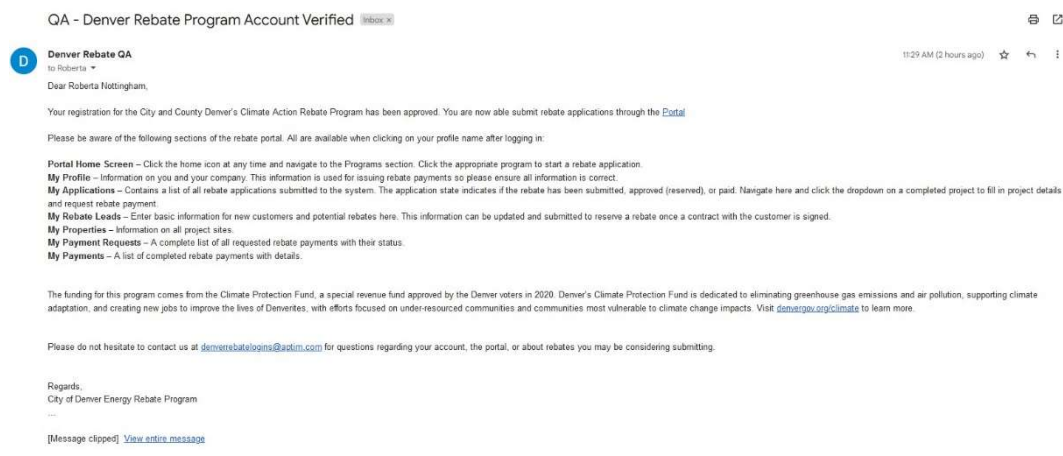 QA - Denver Rebate Program Account Verified Inbox x
D
Denver Rebate QA
11:29 AM (2 hours ago)
to Roberta
Dear Roberta Nottingham,
Your registration for the City and County Denver's Climate Action Rebate Program has been approved. You are now able submit rebate applications through the Portal
Please be aware of the following sections of the rebate portal. All are available when clicking on your profile name after logging in:
Portal Home Screen – Click the home icon at any time and navigate to the Programs section. Click the appropriate program to start a rebate application.
My Profile – Information on you and your company. This information is used for issuing rebate payments so please ensure all information is correct.
My Applications – Contains a list of all rebate applications submitted to the system. The application state indicates if the rebate has been submitted, approved (reserved), or paid. Navigate here and click the dropdown on a completed project to fill in project details
and request rebate payment.
My Rebate Leads – Enter basic information for new customers and potential rebates here. This information can be updated and submitted to reserve a rebate once a contract with the customer is signed.
My Properties – Information on all project sites.
My Payment Requests – A complete list of all requested rebate payments with their status.
My Payments – A list of completed rebate payments with details.
The funding for this program comes from the Climate Protection Fund, a special revenue fund approved by the Denver voters in 2020. Denver's Climate Protection Fund is dedicated to eliminating greenhouse gas emissions and air pollution, supporting climate
adaptation, and creating new jobs to improve the lives of Denverites, with efforts focused on under-resourced communities and communities most vulnerable to climate change impacts. Visit denvergov.org/climate to learn more.
Please do not hesitate to contact us at denverrebatelogins@aptim.com for questions regarding your account, the portal, or about rebates you may be considering submitting.
Regards,
City of Denver Energy Rebate Program
...
[Message clipped] View entire message